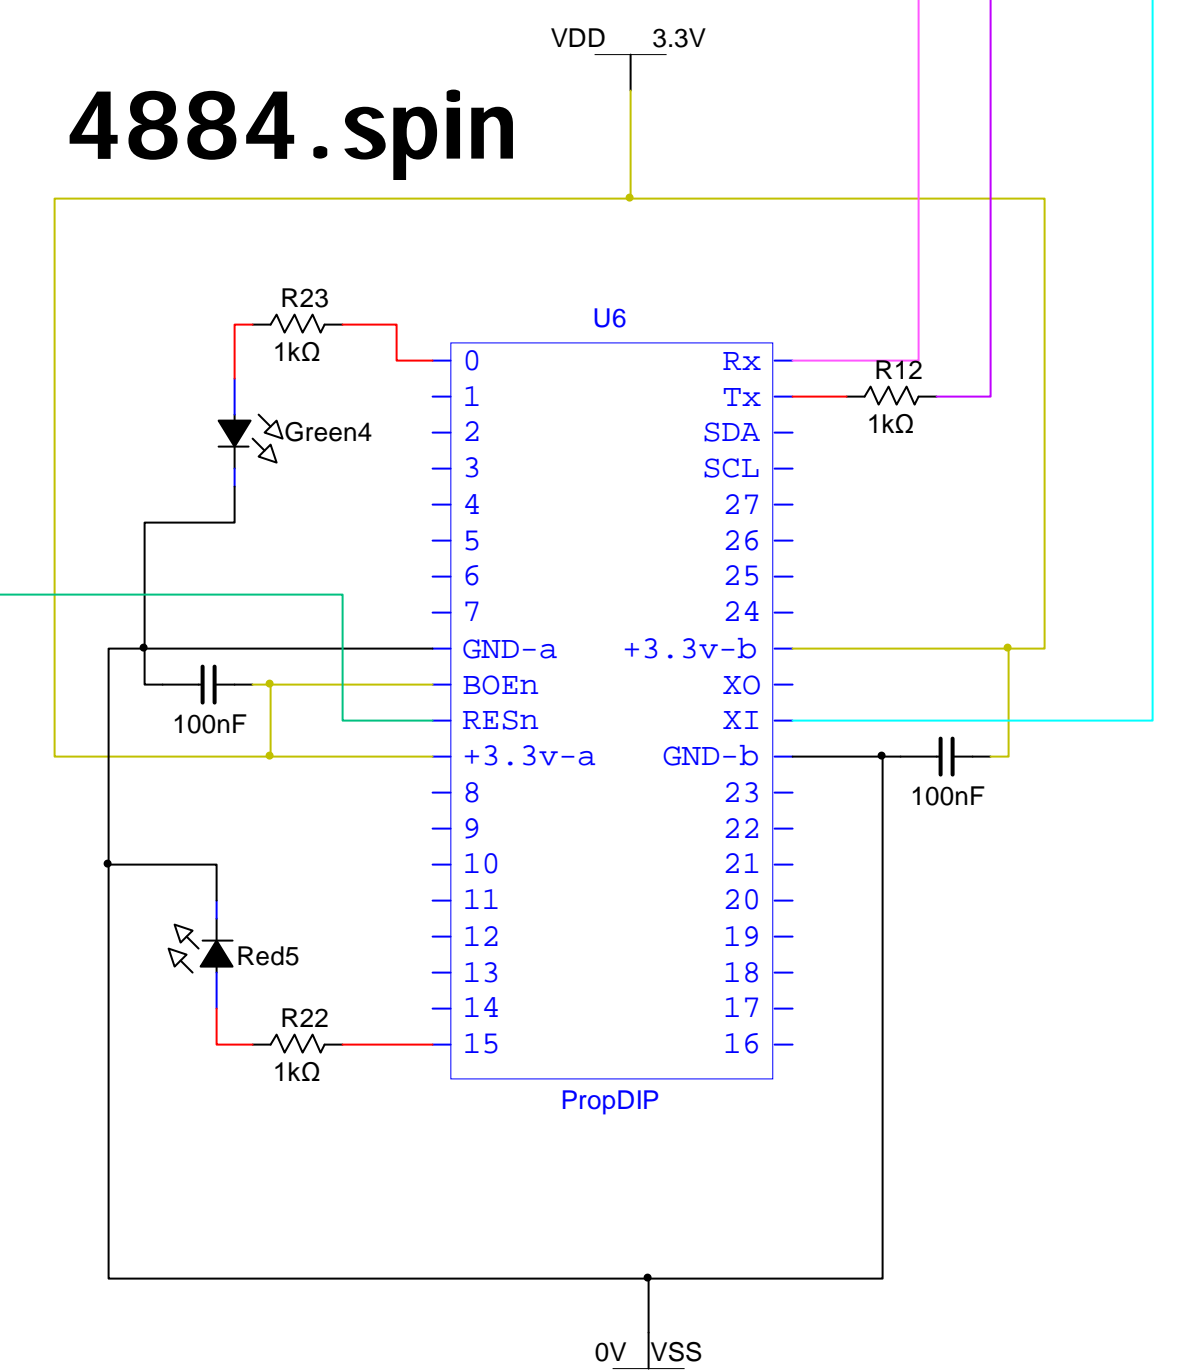 VDD 3.3V
4884.spin
R23
1kΩ
U6
Green4
0
1
2
3
4
5
6
7
GND-a
BOEn
RESn
+3.3v-a
8
9
10
11
12
13
14
15
Rx
Tx
SDA
SCL
27
26
25
24
+3.3v-b
XO
XI
GND-b
23
22
21
20
19
18
17
16
R12
1kΩ
100nF
100nF
Red5
R22
1kΩ
PropDIP
0V VSS